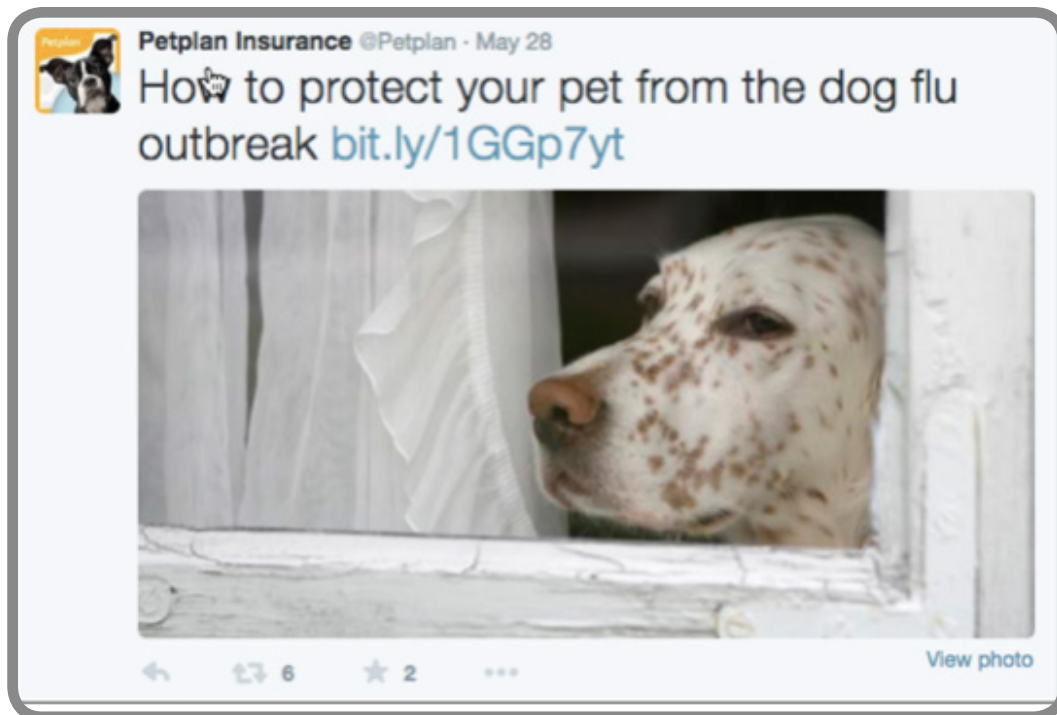 Petplan
Petplan Insurance @Petplan · May 28
How to protect your pet from the dog flu
outbreak bit.ly/1GGp7yt
View photo
6 2